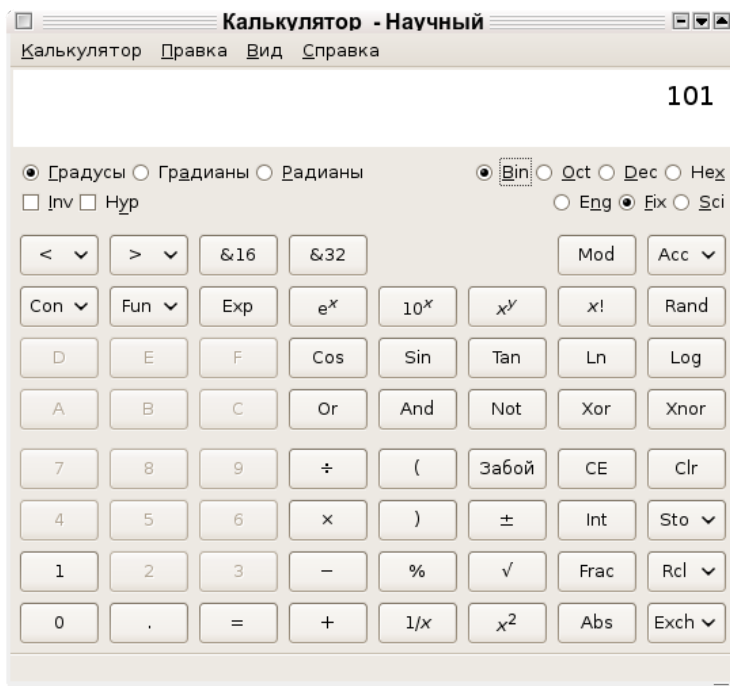 Калькулятор - Научный
Калькулятор Правка Вид Справка
101
Градусы Градианы Радианы Bin Oct Dec Hex
Inv Hyp Eng Fix Sci
< > &16 &32 Mod Acc
Con Fun Exp eˣ 10ˣ xʸ x! Rand
D E F Cos Sin Tan Ln Log
A B C Or And Not Xor Xnor
7 8 9 ÷ ( Забой CE Clr
4 5 6 × ) ± Int Sto
1 2 3 − % √ Frac Rcl
0 . = + 1/x x² Abs Exch